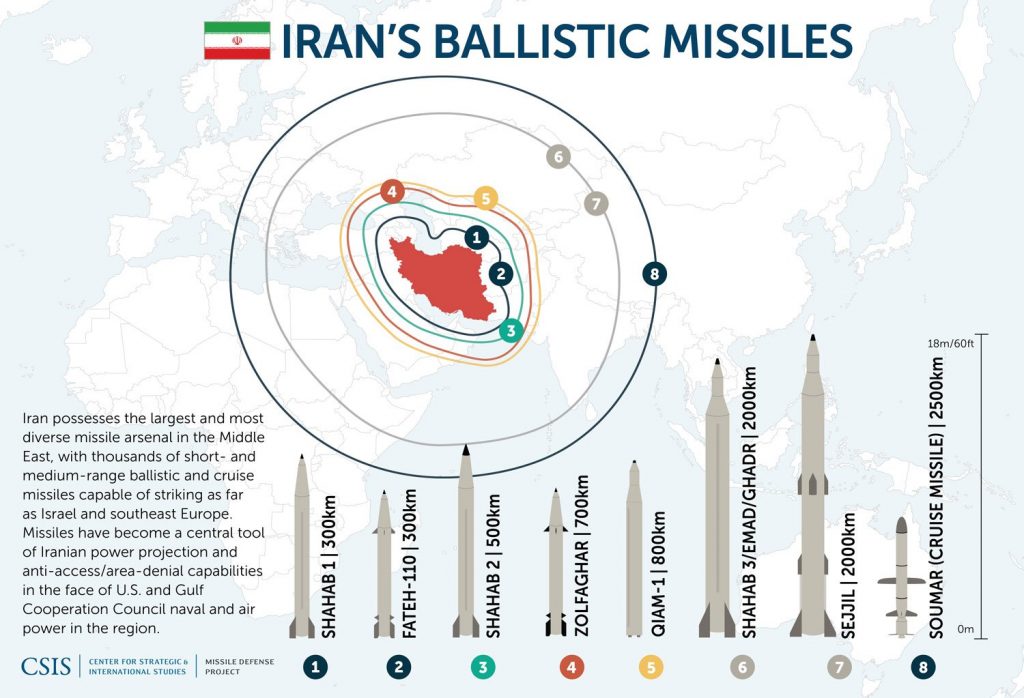 IRAN'S BALLISTIC MISSILES
6
4
5
7
1
2
8
3
18m/60ft
Iran possesses the largest and most
diverse missile arsenal in the Middle
East, with thousands of short- and
medium-range ballistic and cruise
missiles capable of striking as far
as Israel and southeast Europe.
Missiles have become a central tool
of Iranian power projection and
anti-access/area-denial capabilities
in the face of U.S. and Gulf
Cooperation Council naval and air
power in the region.
SHAHAB 1 | 300km
FATEH-110 | 300km
SHAHAB 2 | 500km
ZOLFAGHAR | 700km
QIAM-1 | 800km
SHAHAB 3/EMAD/GHADR | 2000km
SEJJIL | 2000km
SOUMAR (CRUISE MISSILE) | 2500km
0m
CSIS
CENTER FOR STRATEGIC &
INTERNATIONAL STUDIES
MISSILE DEFENSE
PROJECT
1
2
3
4
5
6
7
8